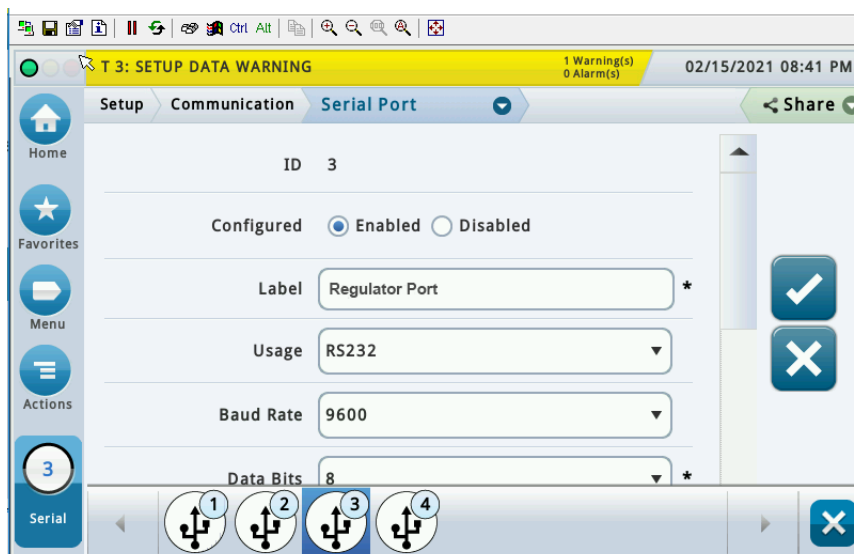 Ctrl Alt
T 3: SETUP DATA WARNING
1 Warning(s)
0 Alarm(s)
02/15/2021 08:41 PM
Setup Communication Serial Port
Share
Home
ID 3
Favorites
Configured Enabled Disabled
Label Regulator Port *
Menu
Usage RS232
Actions
Baud Rate 9600
Data Bits 8 *
3
Serial
1 2 3 4